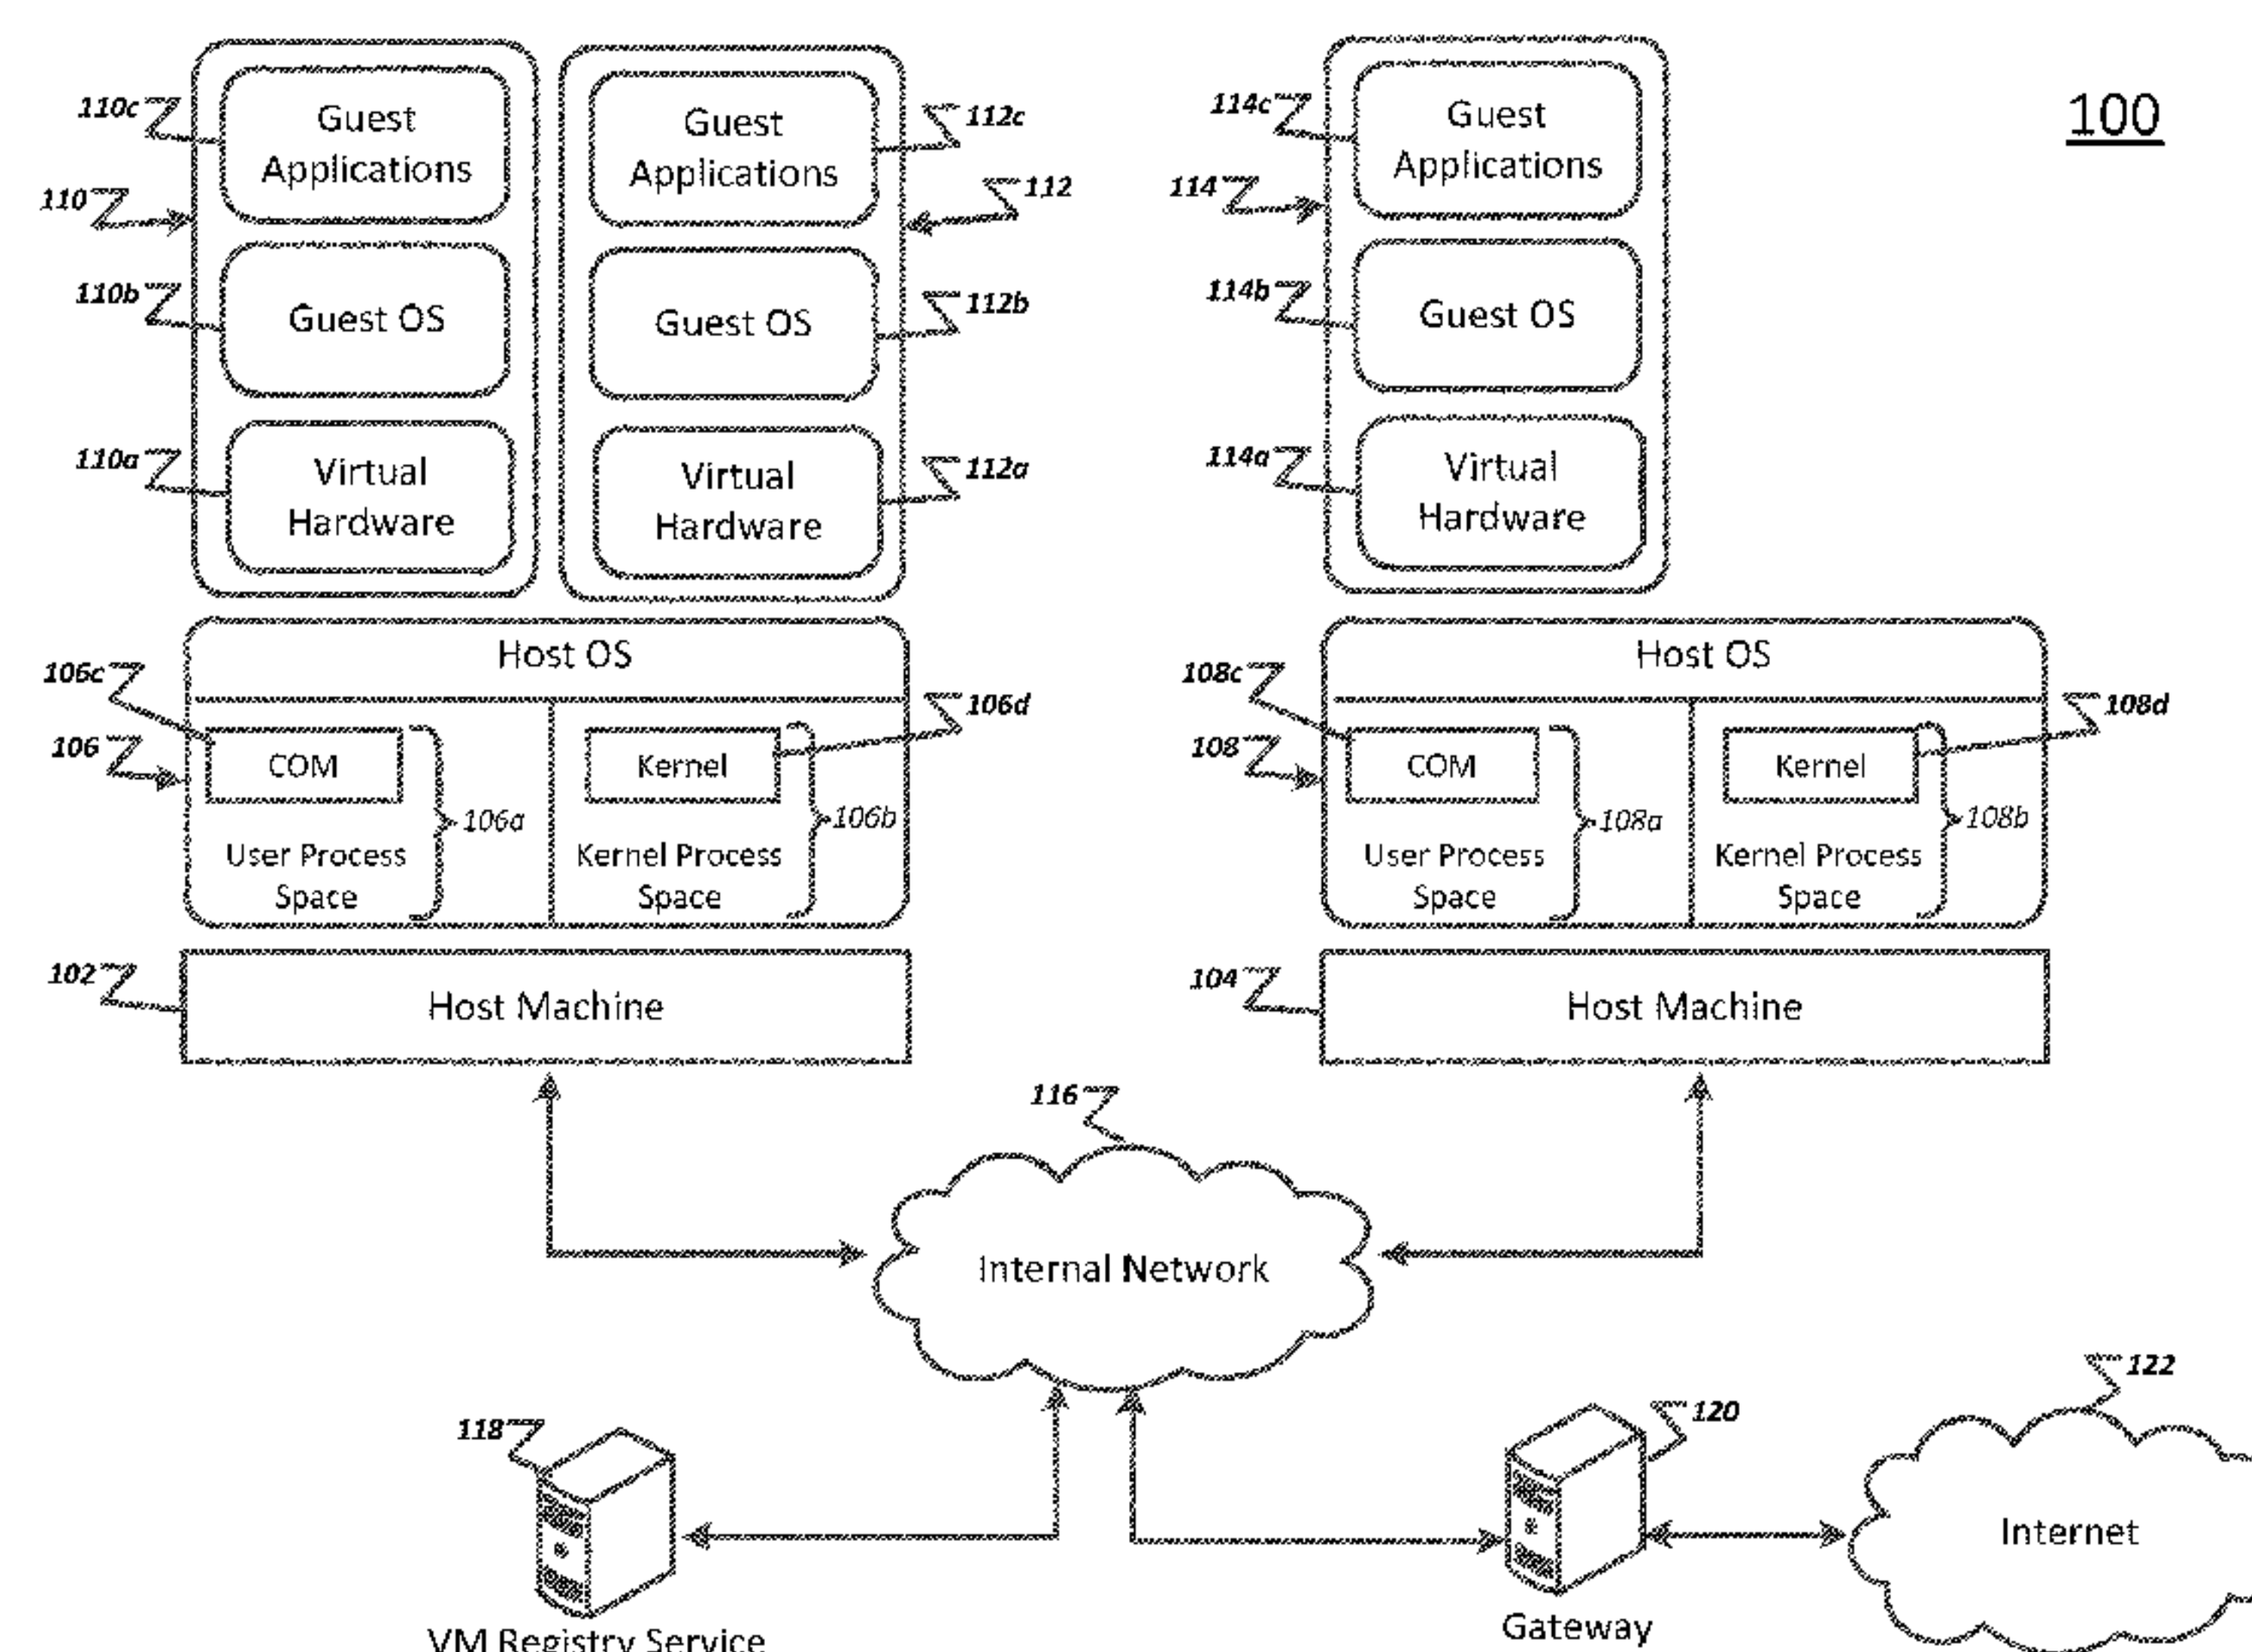 100
110c
Guest
Applications
110
110b
Guest OS
110a
Virtual
Hardware
Guest
Applications
112c
112
Guest OS
112b
Virtual
Hardware
112a
114c
Guest
Applications
114
114b
Guest OS
114a
Virtual
Hardware
Host OS
106c
106d
106
COM
106a
User Process
Space
Kernel
106b
Kernel Process
Space
Host OS
108c
108d
108
COM
108a
User Process
Space
Kernel
108b
Kernel Process
Space
102
Host Machine
104
Host Machine
116
Internal Network
118
VM Registry Service
120
Gateway
122
Internet